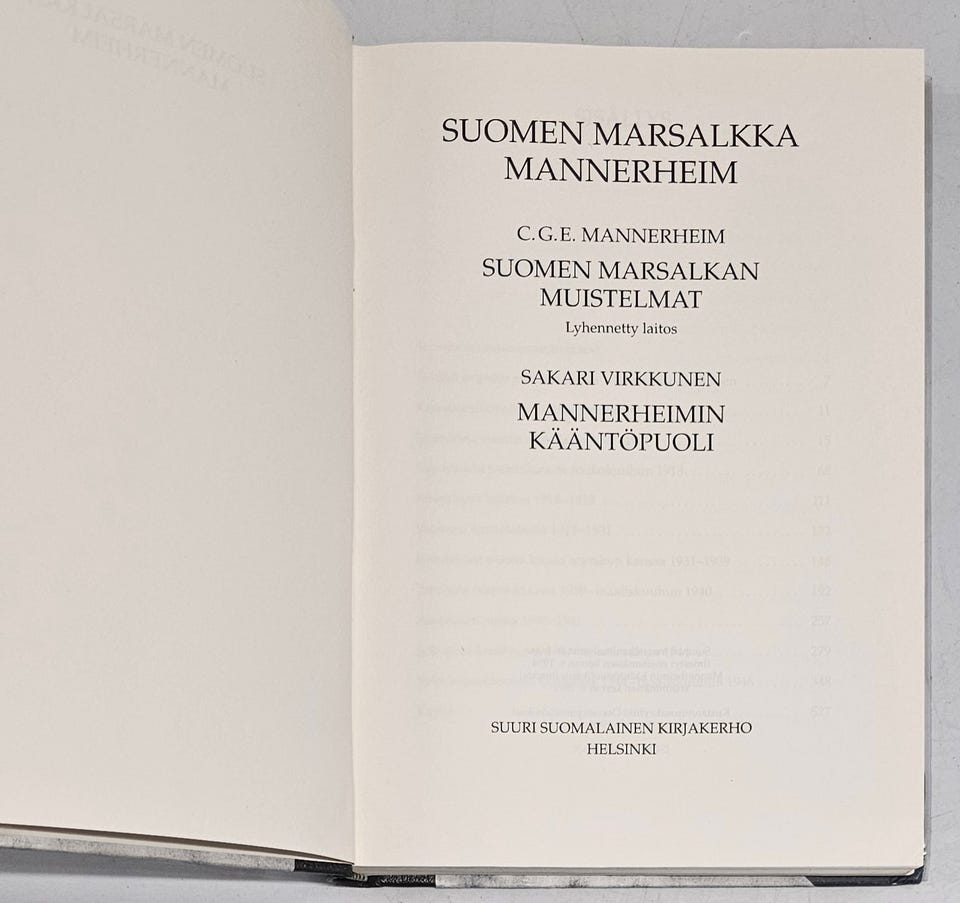 SUOMEN MARSALKKA
MANNERHEIM
C.G.E. MANNERHEIM
SUOMEN MARSALKAN
MUISTELMAT
Lyhennetty laitos
SAKARI VIRKKUNEN
MANNERHEIMIN
KÄÄNTÖPUOLI
SUURI SUOMALAINEN KIRJAKERHO
HELSINKI